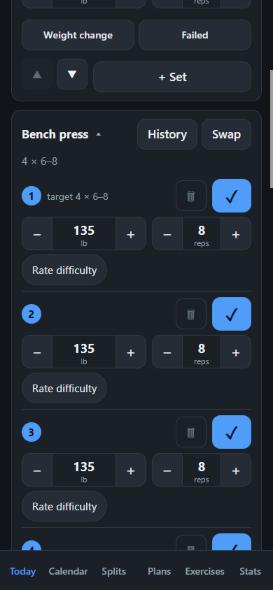 lb reps
Weight change Failed
▲ ▼ + Set
Bench press ▲ History Swap
4 × 6–8
1 target 4 × 6–8 ✓
− 135 + − 8 +
lb reps
Rate difficulty
2 ✓
− 135 + − 8 +
lb reps
Rate difficulty
3 ✓
− 135 + − 8 +
lb reps
Rate difficulty
4
Today Calendar Splits Plans Exercises Stats